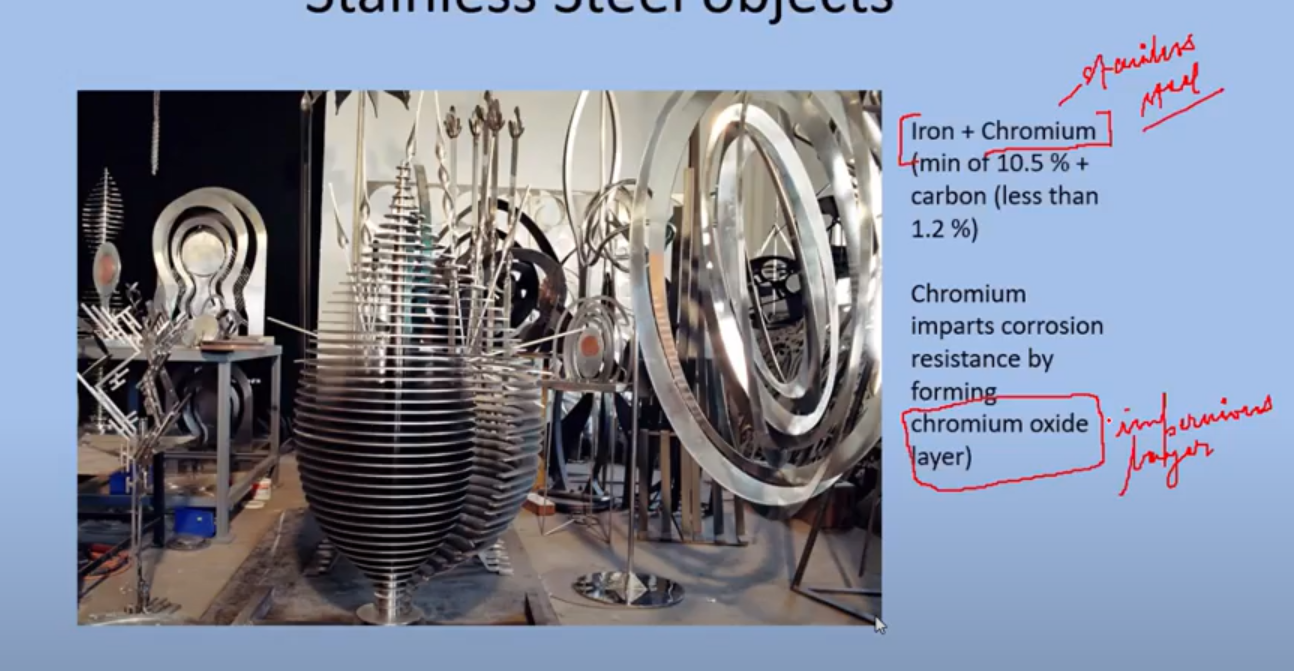 Stainless Steel objects
stainless
steel
Iron + Chromium
(min of 10.5 % +
carbon (less than
1.2 %)
Chromium
imparts corrosion
resistance by
forming
chromium oxide
layer)
impervious
layer